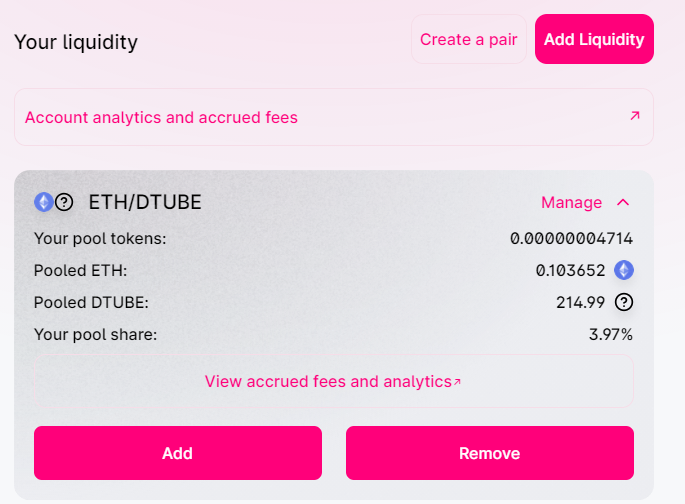 Your liquidity
Create a pair
Add Liquidity
Account analytics and accrued fees ↗
ETH/DTUBE
Manage
Your pool tokens: 0.00000004714
Pooled ETH: 0.103652
Pooled DTUBE: 214.99
Your pool share: 3.97%
View accrued fees and analytics↗
Add
Remove